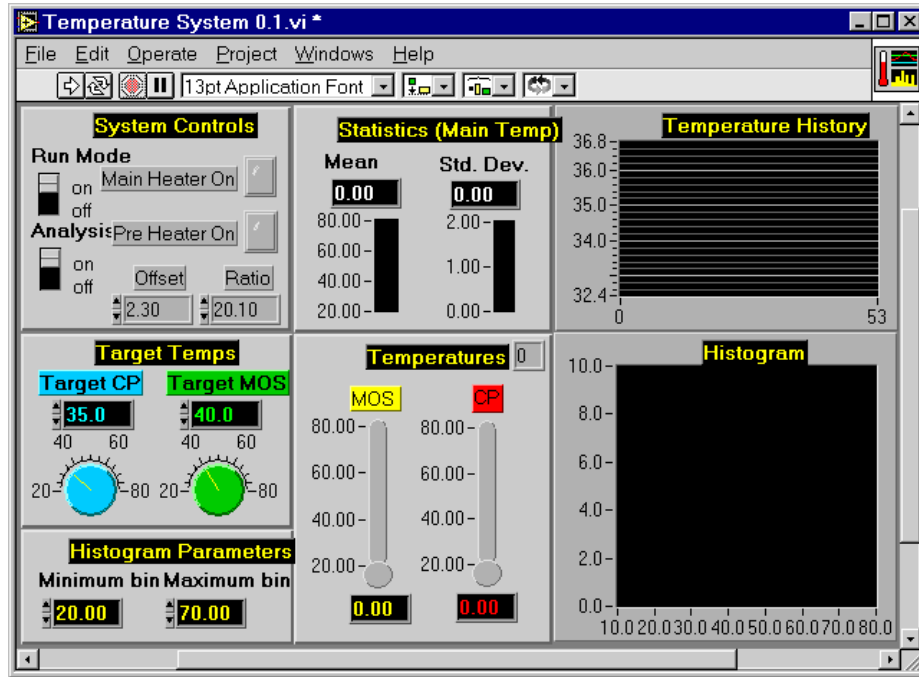 Temperature System 0.1.vi *
File Edit Operate Project Windows Help
13pt Application Font
System Controls
Run Mode
on
off
Main Heater On
Analysis
Pre Heater On
on
off
Offset Ratio
2.30 20.10
Statistics (Main Temp)
Mean Std. Dev.
0.00 0.00
80.00 2.00
60.00
40.00 1.00
20.00 0.00
Temperature History
36.8
36.0
35.0
34.0
32.4
0 53
Target Temps
Target CP Target MOS
35.0 40.0
40 60 40 60
20 80 20 80
Histogram Parameters
Minimum bin Maximum bin
20.00 70.00
Temperatures 0
MOS CP
80.00 80.00
60.00 60.00
40.00 40.00
20.00 20.00
0.00 0.00
Histogram
10.0
8.0
6.0
4.0
2.0
0.0
10.0 20.0 30.0 40.0 50.0 60.0 70.0 80.0